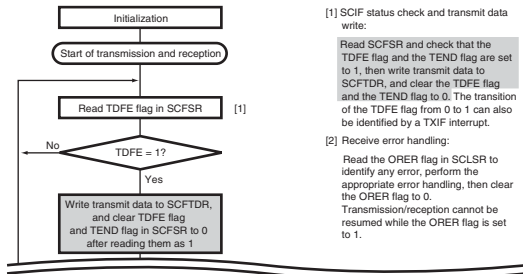 Initialization
Start of transmission and reception
Read TDFE flag in SCFSR
[1]
No
TDFE = 1?
Yes
Write transmit data to SCFTDR,
and clear TDFE flag
and TEND flag in SCFSR to 0
after reading them as 1
[1] SCIF status check and transmit data
write:
Read SCFSR and check that the
TDFE flag and the TEND flag are set
to 1, then write transmit data to
SCFTDR, and clear the TDFE flag
and the TEND flag to 0. The transition
of the TDFE flag from 0 to 1 can also
be identified by a TXIF interrupt.
[2] Receive error handling:
Read the ORER flag in SCLSR to
identify any error, perform the
appropriate error handling, then clear
the ORER flag to 0.
Transmission/reception cannot be
resumed while the ORER flag is set
to 1.